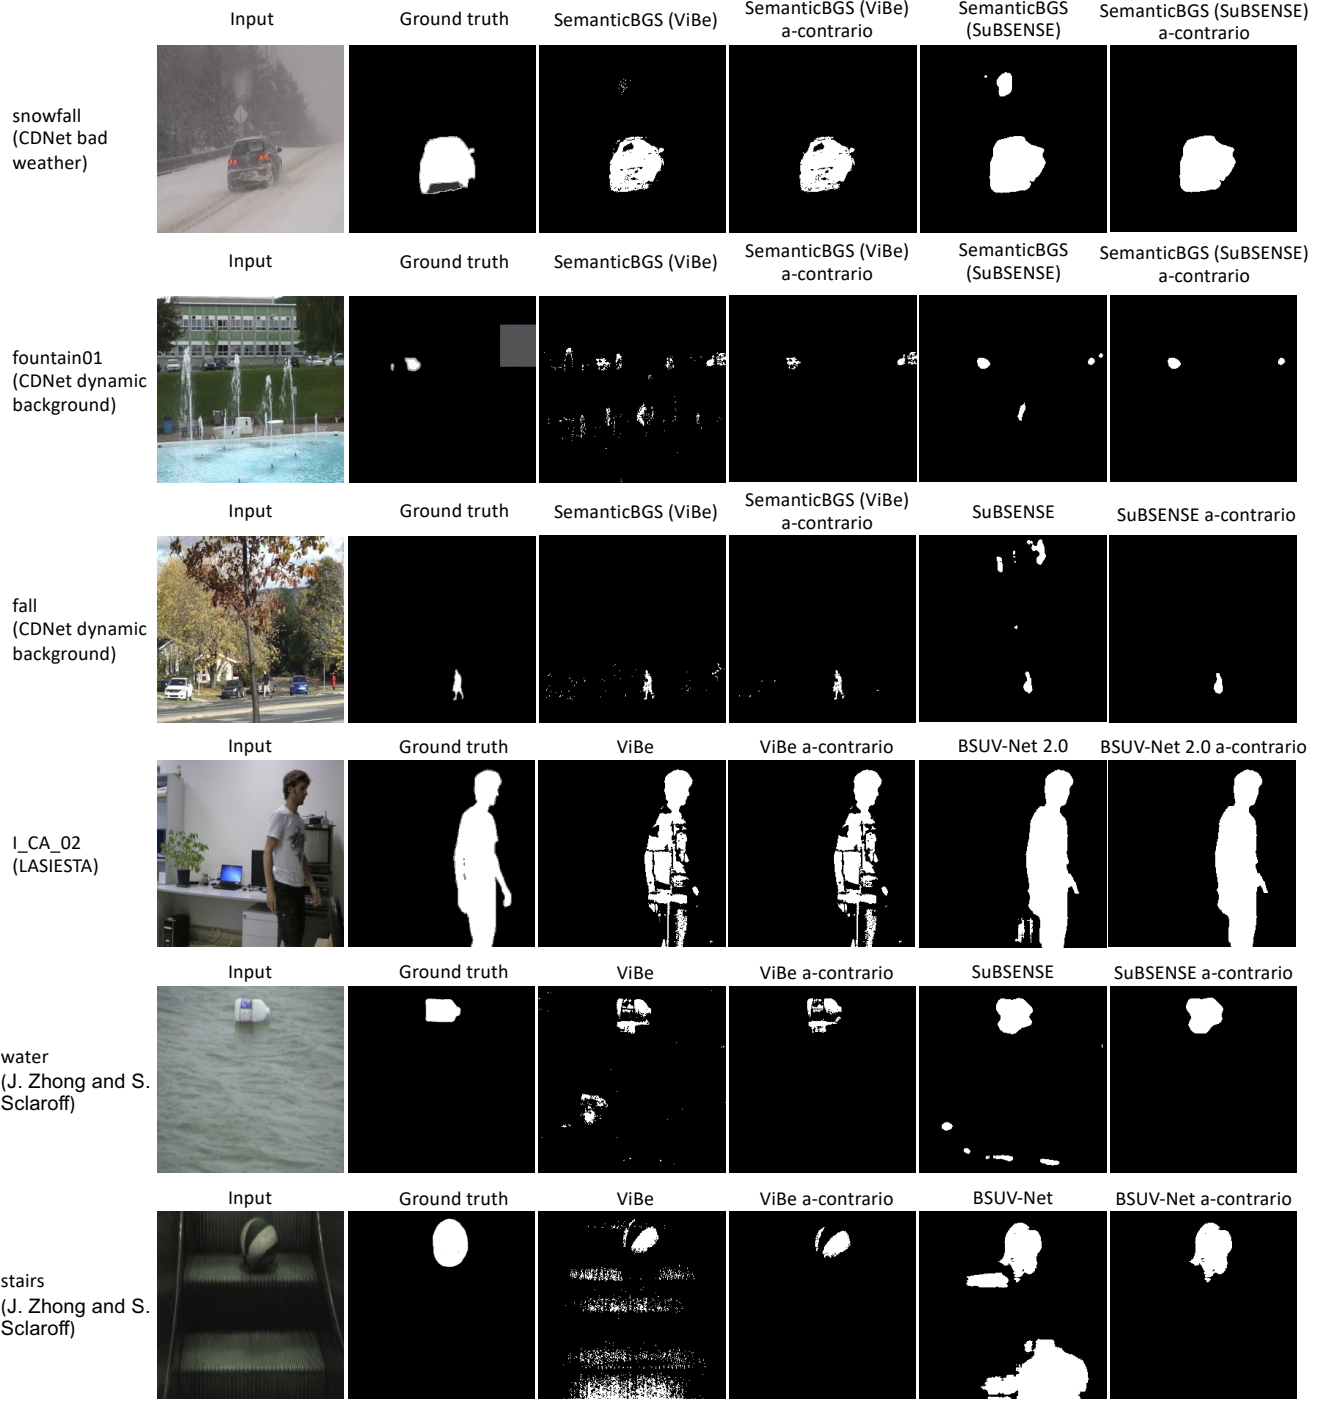 Input
Ground truth
SemanticBGS (ViBe)
SemanticBGS (ViBe)
a-contrario
SemanticBGS
(SuBSENSE)
SemanticBGS (SuBSENSE)
a-contrario
snowfall
(CDNet bad
weather)
Input
Ground truth
SemanticBGS (ViBe)
SemanticBGS (ViBe)
a-contrario
SemanticBGS
(SuBSENSE)
SemanticBGS (SuBSENSE)
a-contrario
fountain01
(CDNet dynamic
background)
Input
Ground truth
SemanticBGS (ViBe)
SemanticBGS (ViBe)
a-contrario
SuBSENSE
SuBSENSE a-contrario
fall
(CDNet dynamic
background)
Input
Ground truth
ViBe
ViBe a-contrario
BSUV-Net 2.0
BSUV-Net 2.0 a-contrario
I_CA_02
(LASIESTA)
Input
Ground truth
ViBe
ViBe a-contrario
SuBSENSE
SuBSENSE a-contrario
water
(J. Zhong and S.
Sclaroff)
Input
Ground truth
ViBe
ViBe a-contrario
BSUV-Net
BSUV-Net a-contrario
stairs
(J. Zhong and S.
Sclaroff)